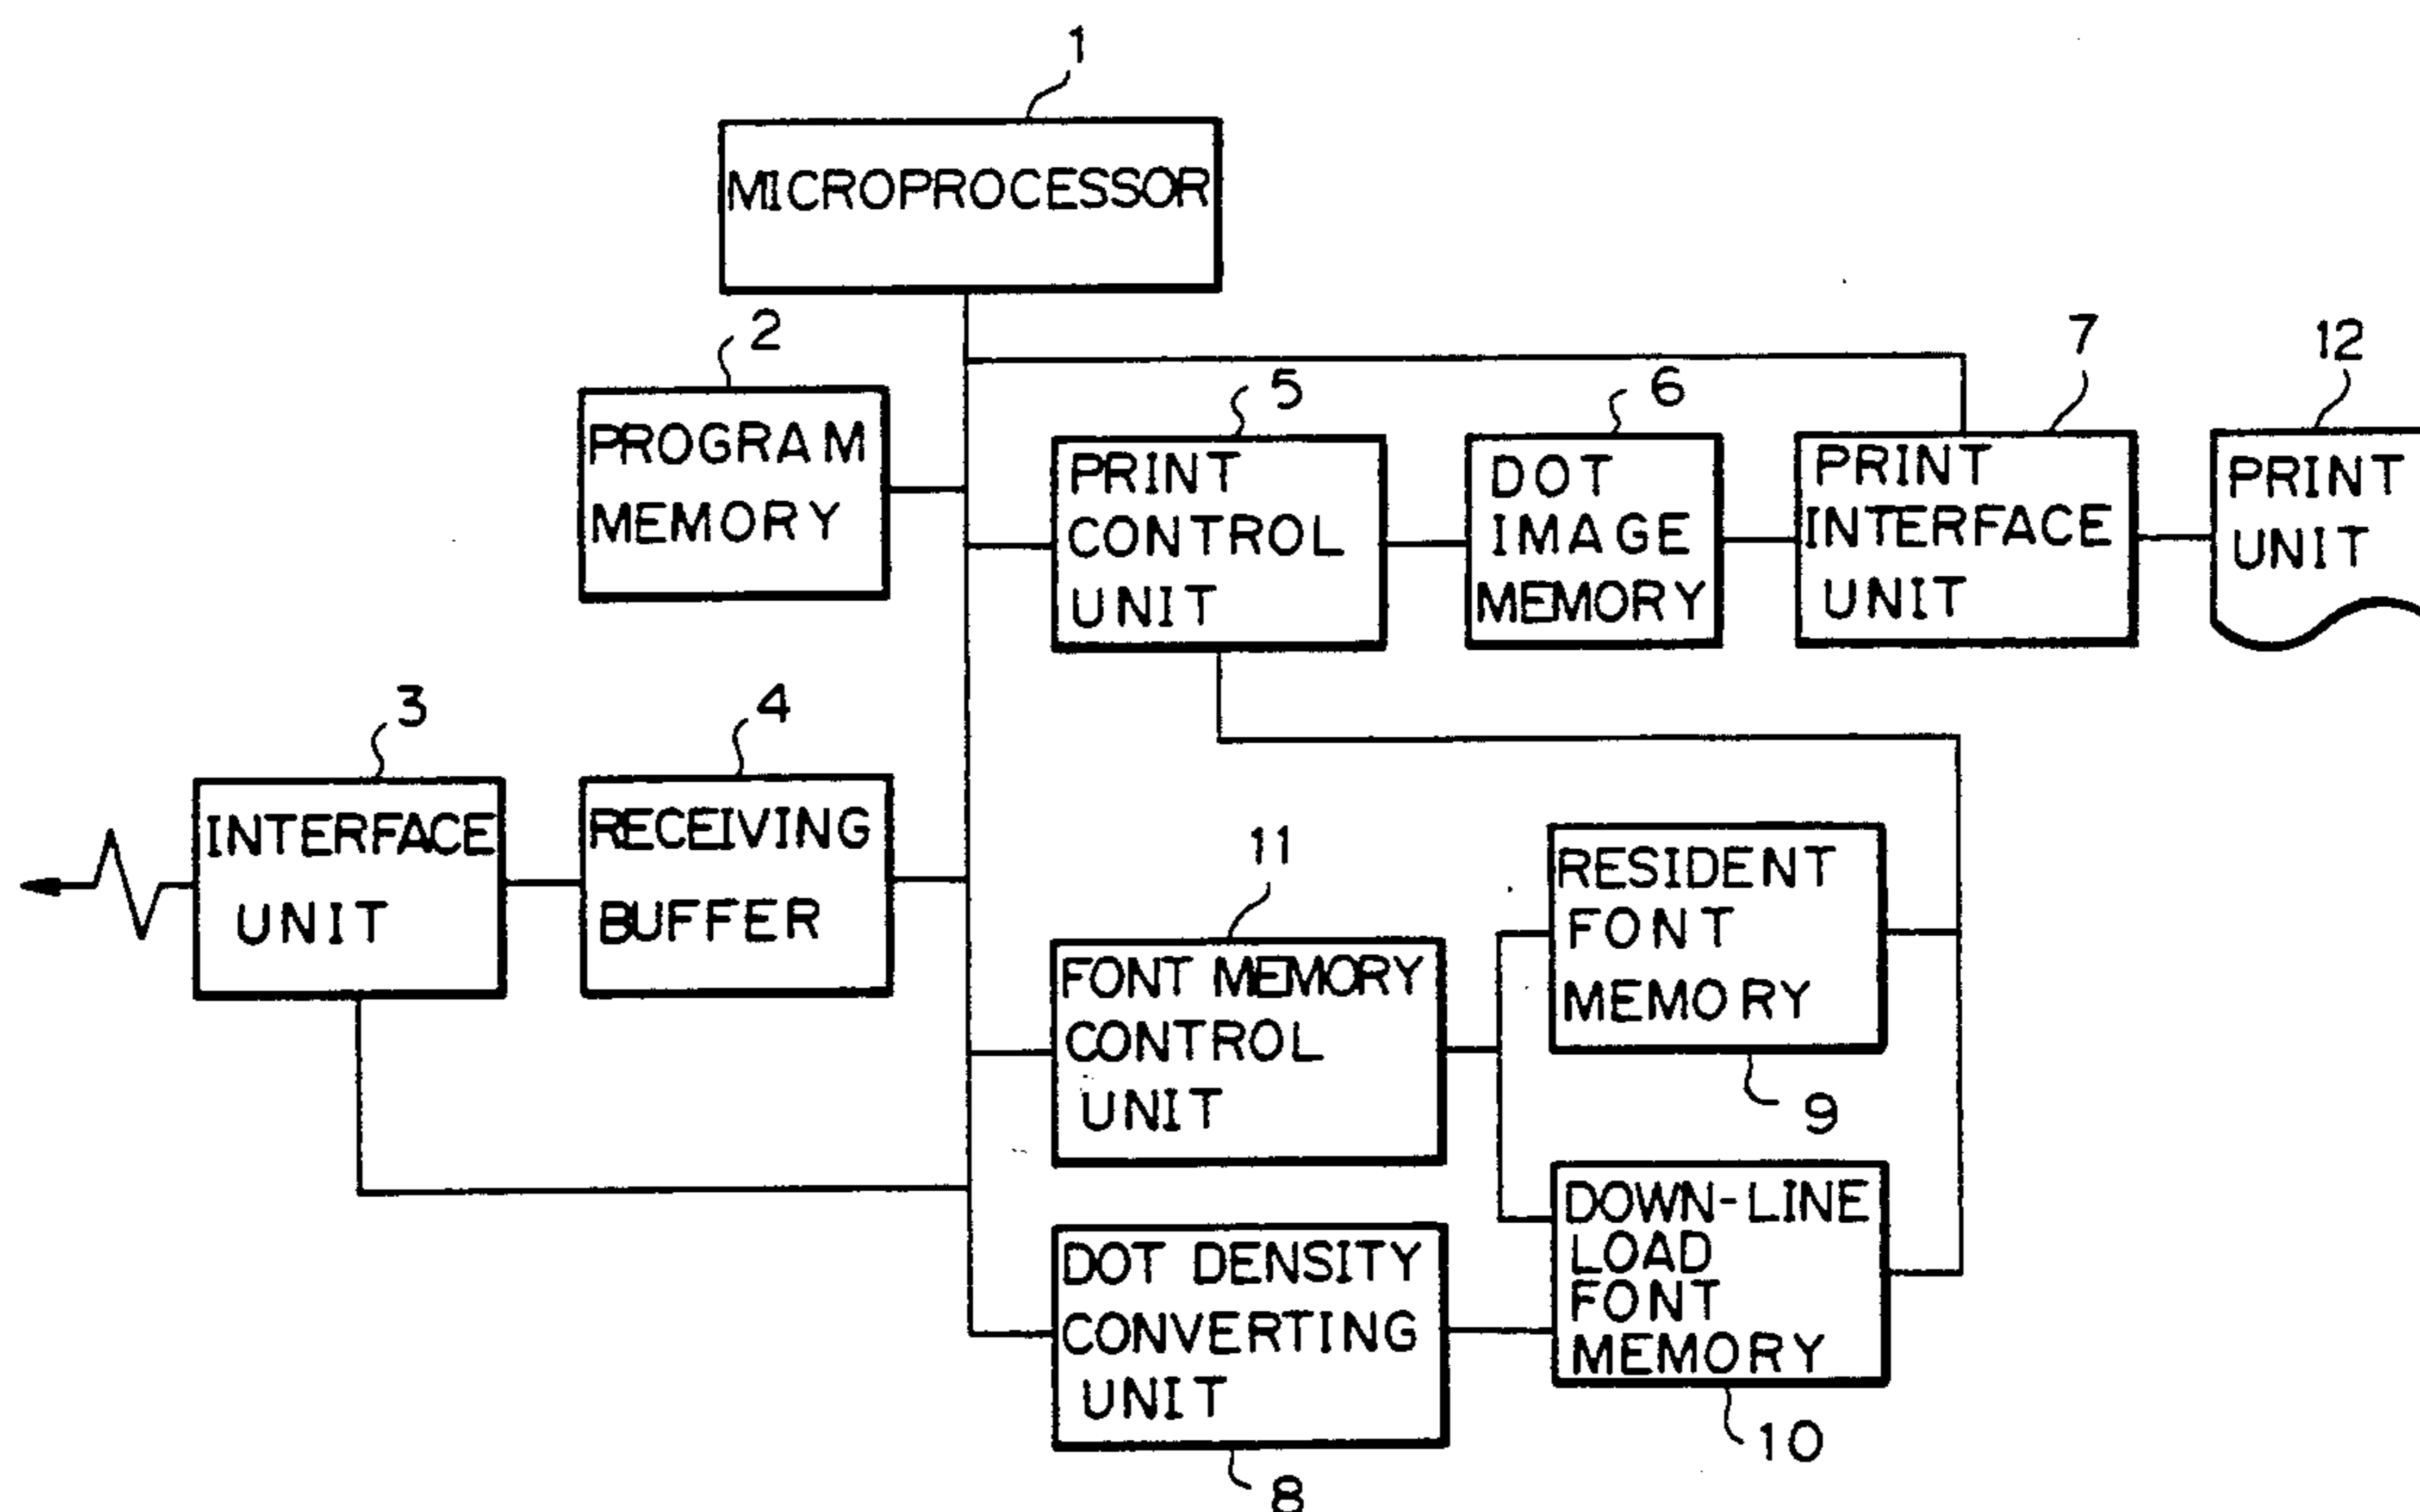 1
MICROPROCESSOR
2
PROGRAM
MEMORY
5
PRINT
CONTROL
UNIT
6
DOT
IMAGE
MEMORY
7
PRINT
INTERFACE
UNIT
12
PRINT
UNIT
3
INTERFACE
UNIT
4
RECEIVING
BUFFER
11
FONT MEMORY
CONTROL
UNIT
RESIDENT
FONT
MEMORY
9
DOT DENSITY
CONVERTING
UNIT
8
DOWN-LINE
LOAD
FONT
MEMORY
10